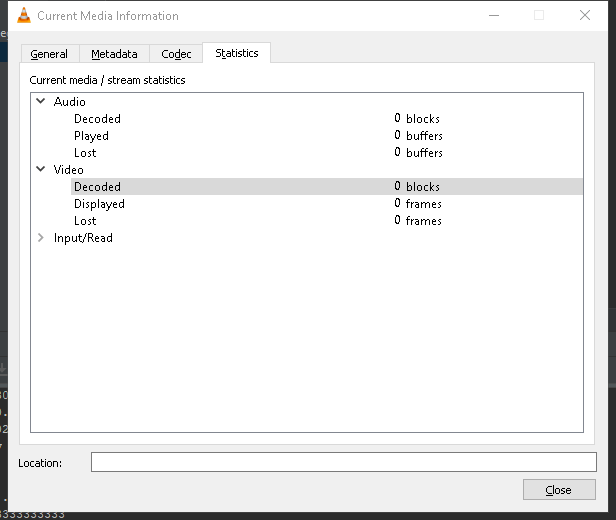 Current Media Information
General Metadata Codec Statistics
Current media / stream statistics
Audio
Decoded 0 blocks
Played 0 buffers
Lost 0 buffers
Video
Decoded 0 blocks
Displayed 0 frames
Lost 0 frames
Input/Read
Location:
Close
3333333333